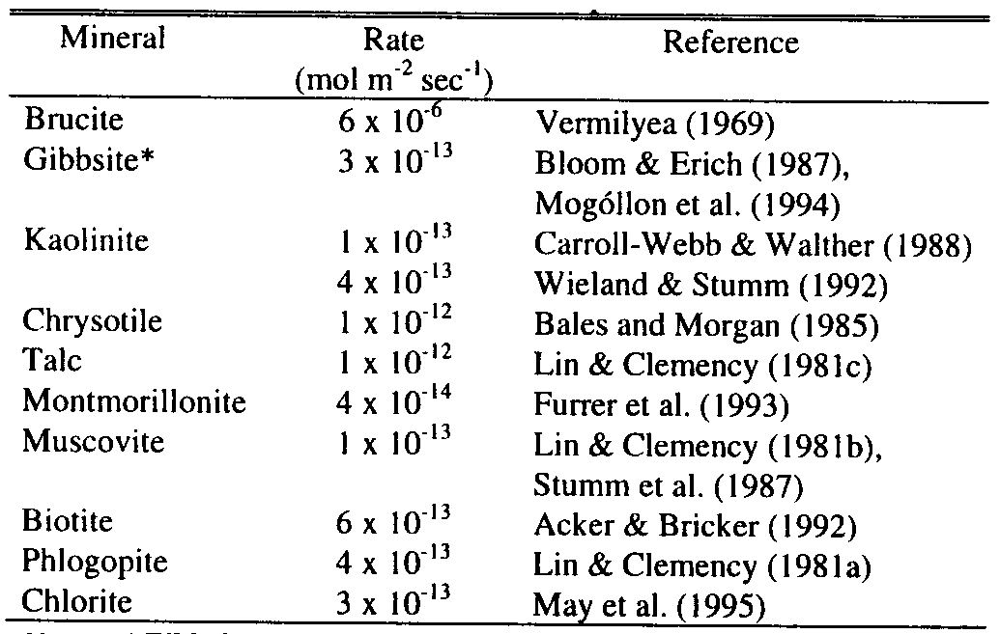 Mineral Rate Reference
(mol m⁻² sec⁻¹)
Brucite 6 x 10⁻⁶ Vermilyea (1969)
Gibbsite* 3 x 10⁻¹³ Bloom & Erich (1987),
Mogóllon et al. (1994)
Kaolinite 1 x 10⁻¹³ Carroll-Webb & Walther (1988)
4 x 10⁻¹³ Wieland & Stumm (1992)
Chrysotile 1 x 10⁻¹² Bales and Morgan (1985)
Talc 1 x 10⁻¹² Lin & Clemency (1981c)
Montmorillonite 4 x 10⁻¹⁴ Furrer et al. (1993)
Muscovite 1 x 10⁻¹³ Lin & Clemency (1981b),
Stumm et al. (1987)
Biotite 6 x 10⁻¹³ Acker & Bricker (1992)
Phlogopite 4 x 10⁻¹³ Lin & Clemency (1981a)
Chlorite 3 x 10⁻¹³ May et al. (1995)